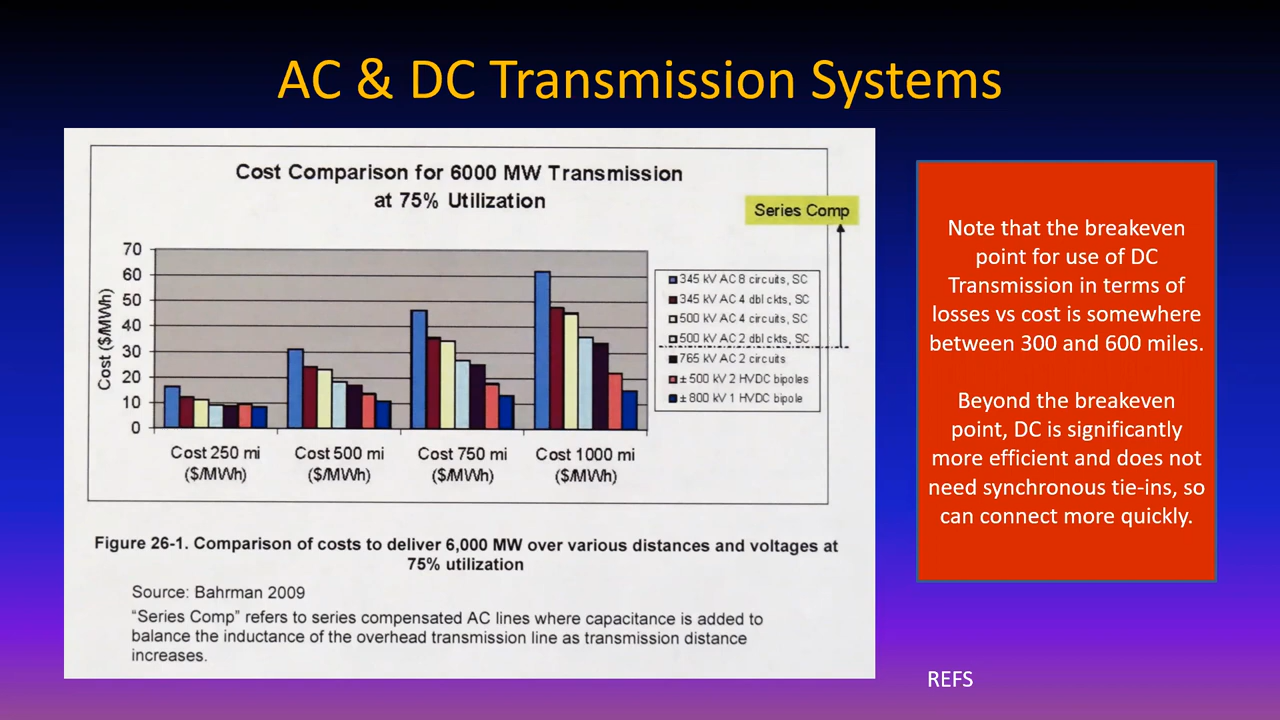 AC & DC Transmission Systems
Cost Comparison for 6000 MW Transmission
at 75% Utilization
Series Comp
70
60
50
40
30
20
10
0
Cost ($/MWh)
345 kV AC 8 circuits, SC
345 kV AC 4 dbl ckts, SC
500 kV AC 4 circuits, SC
500 kV AC 2 dbl ckts, SC
765 kV AC 2 circuits
± 500 kV 2 HVDC bipoles
± 800 kV 1 HVDC bipole
Cost 250 mi
($/MWh)
Cost 500 mi
($/MWh)
Cost 750 mi
($/MWh)
Cost 1000 mi
($/MWh)
Figure 26-1. Comparison of costs to deliver 6,000 MW over various distances and voltages at
75% utilization
Source: Bahrman 2009
“Series Comp” refers to series compensated AC lines where capacitance is added to
balance the inductance of the overhead transmission line as transmission distance
increases.
Note that the breakeven
point for use of DC
Transmission in terms of
losses vs cost is somewhere
between 300 and 600 miles.
Beyond the breakeven
point, DC is significantly
more efficient and does not
need synchronous tie-ins, so
can connect more quickly.
REFS